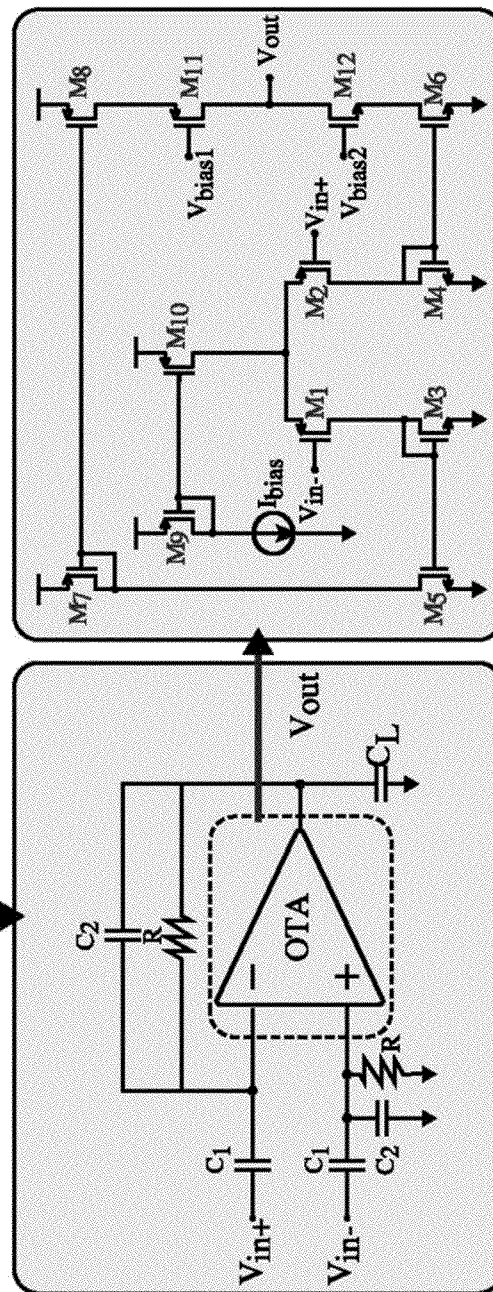 C2
R
C1
Vin+
Vin-
C1
C2
R
OTA
−
+
Vout
CL
M7
M8
M9
M10
Ibias
M11
Vbias1
Vout
M12
Vbias2
Vin-
M1
M2
Vin+
M5
M3
M4
M6